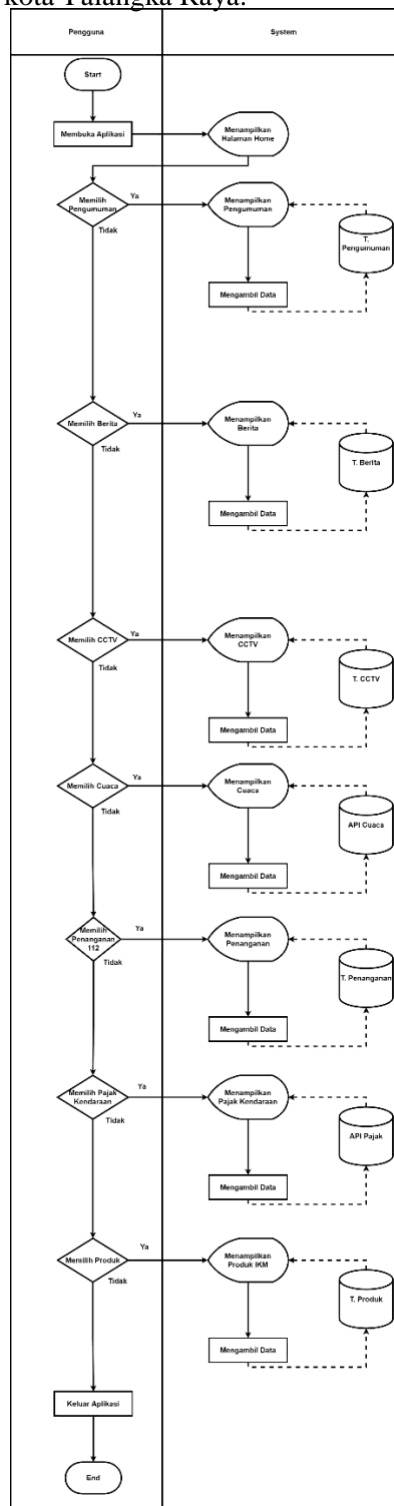 kota Palangka Raya.
Pengguna
System
Start
Membuka Aplikasi
Menampilkan
Halaman Home
Memilih
Pengumuman
Ya
Tidak
Menampilkan
Pengumuman
T.
Pengumuman
Mengambil Data
Memilih Berita
Ya
Tidak
Menampilkan
Berita
T. Berita
Mengambil Data
Memilih CCTV
Ya
Tidak
Menampilkan
CCTV
T. CCTV
Mengambil Data
Memilih Cuaca
Ya
Tidak
Menampilkan
Cuaca
API Cuaca
Mengambil Data
Memilih
Penanganan
112
Ya
Tidak
Menampilkan
Penanganan
T. Penanganan
Mengambil Data
Memilih Pajak
Kendaraan
Ya
Tidak
Menampilkan
Pajak Kendaraan
API Pajak
Mengambil Data
Memilih Produk
Ya
Tidak
Menampilkan
Produk IKM
T. Produk
Mengambil Data
Keluar Aplikasi
End